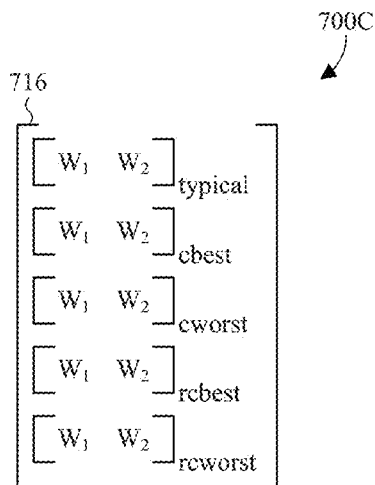 700C
716
W₁ W₂ typical
W₁ W₂ cbest
W₁ W₂ cworst
W₁ W₂ rcbest
W₁ W₂ rcworst